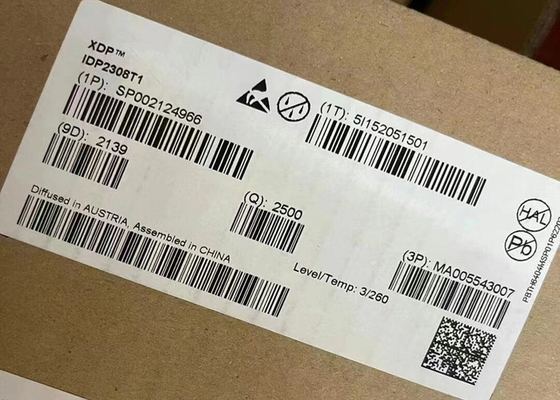 XDP™
IDP2308T1
(1P): SP002124966
(1T): 5I152051501
(9D): 2139
(Q): 2500
Diffused in AUSTRIA, Assembled in CHINA
Level/Temp: 3/260
(3P): MA005543007
HAL
Pb